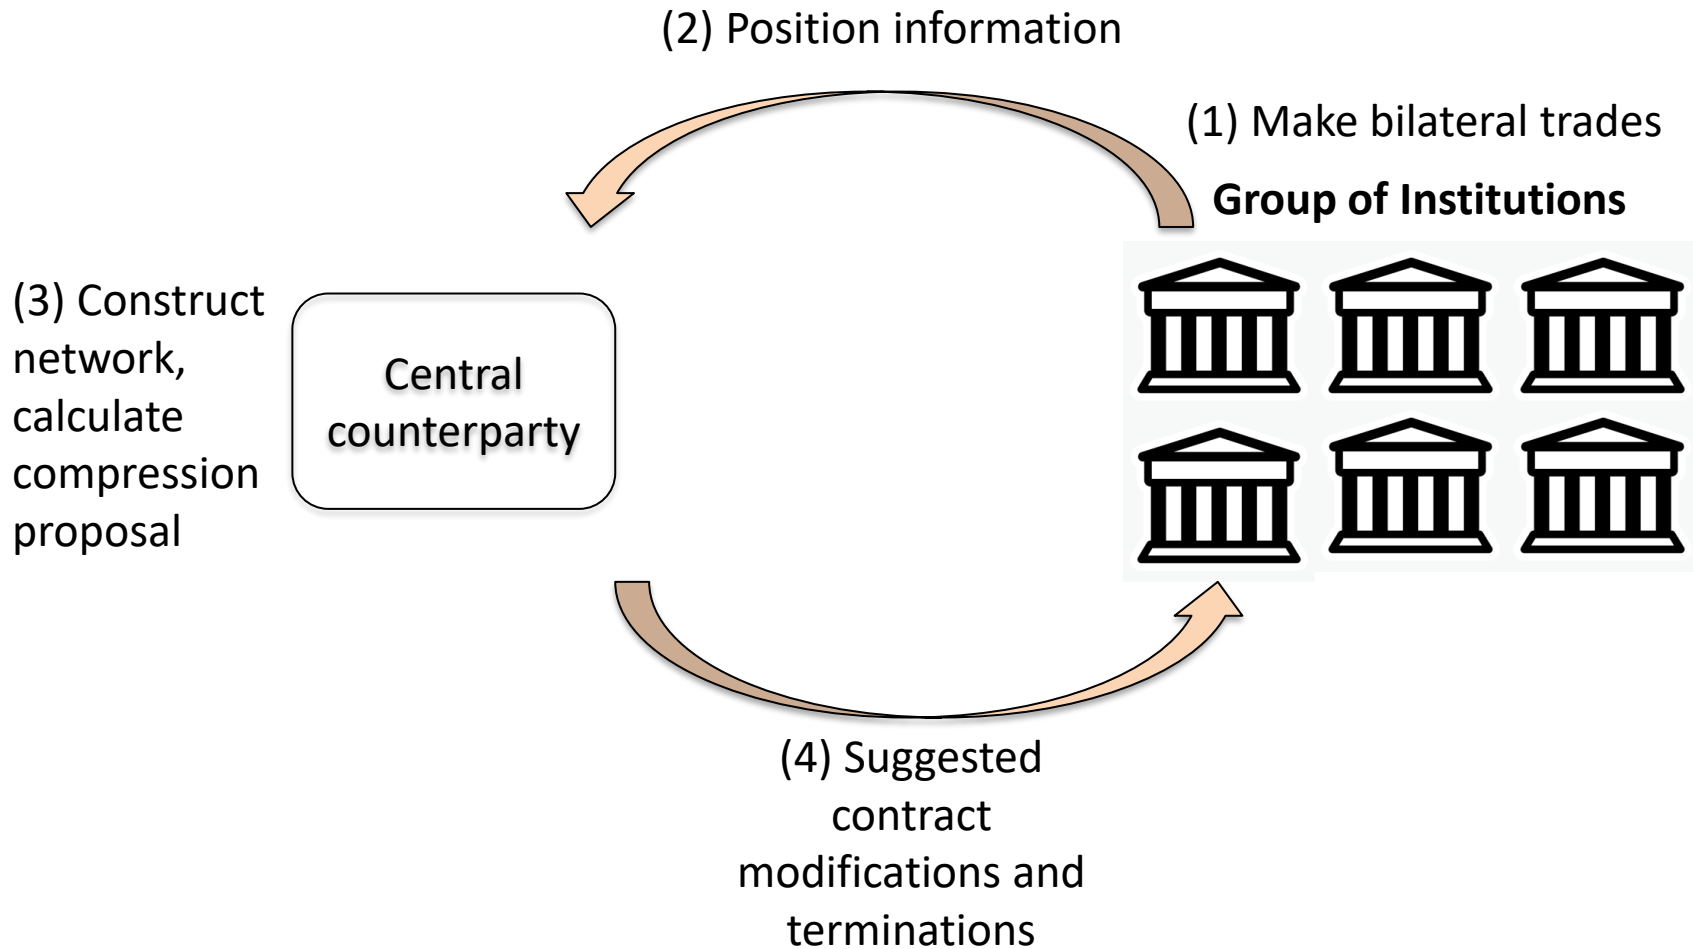 (2) Position information
(1) Make bilateral trades
Group of Institutions
(3) Construct
network,
calculate
compression
proposal
Central
counterparty
(4) Suggested
contract
modifications and
terminations